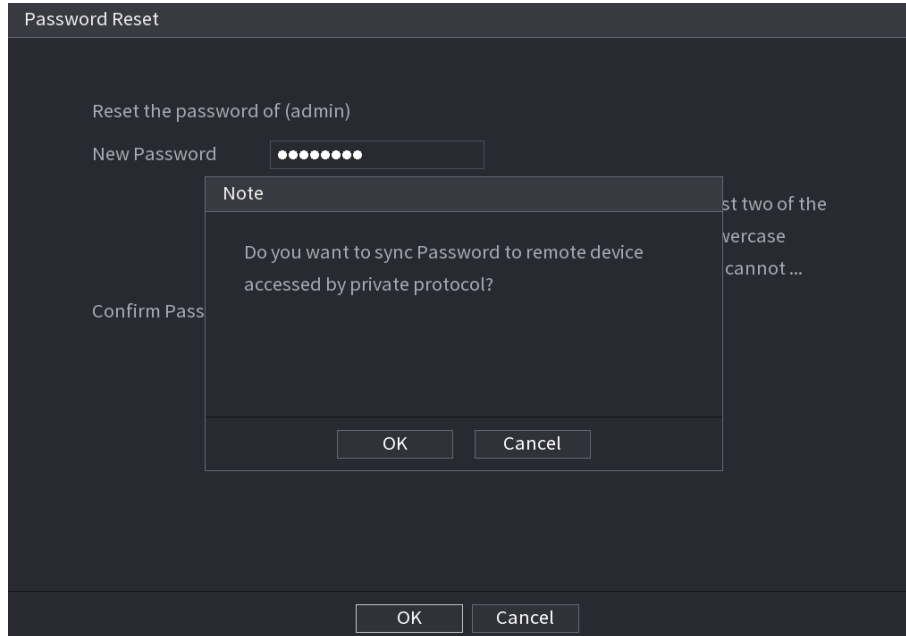 Password Reset
Reset the password of (admin)
New Password ●●●●●●●●
Note
st two of the
Do you want to sync Password to remote device
wercase
accessed by private protocol?
cannot ...
Confirm Pass
OK Cancel
OK Cancel